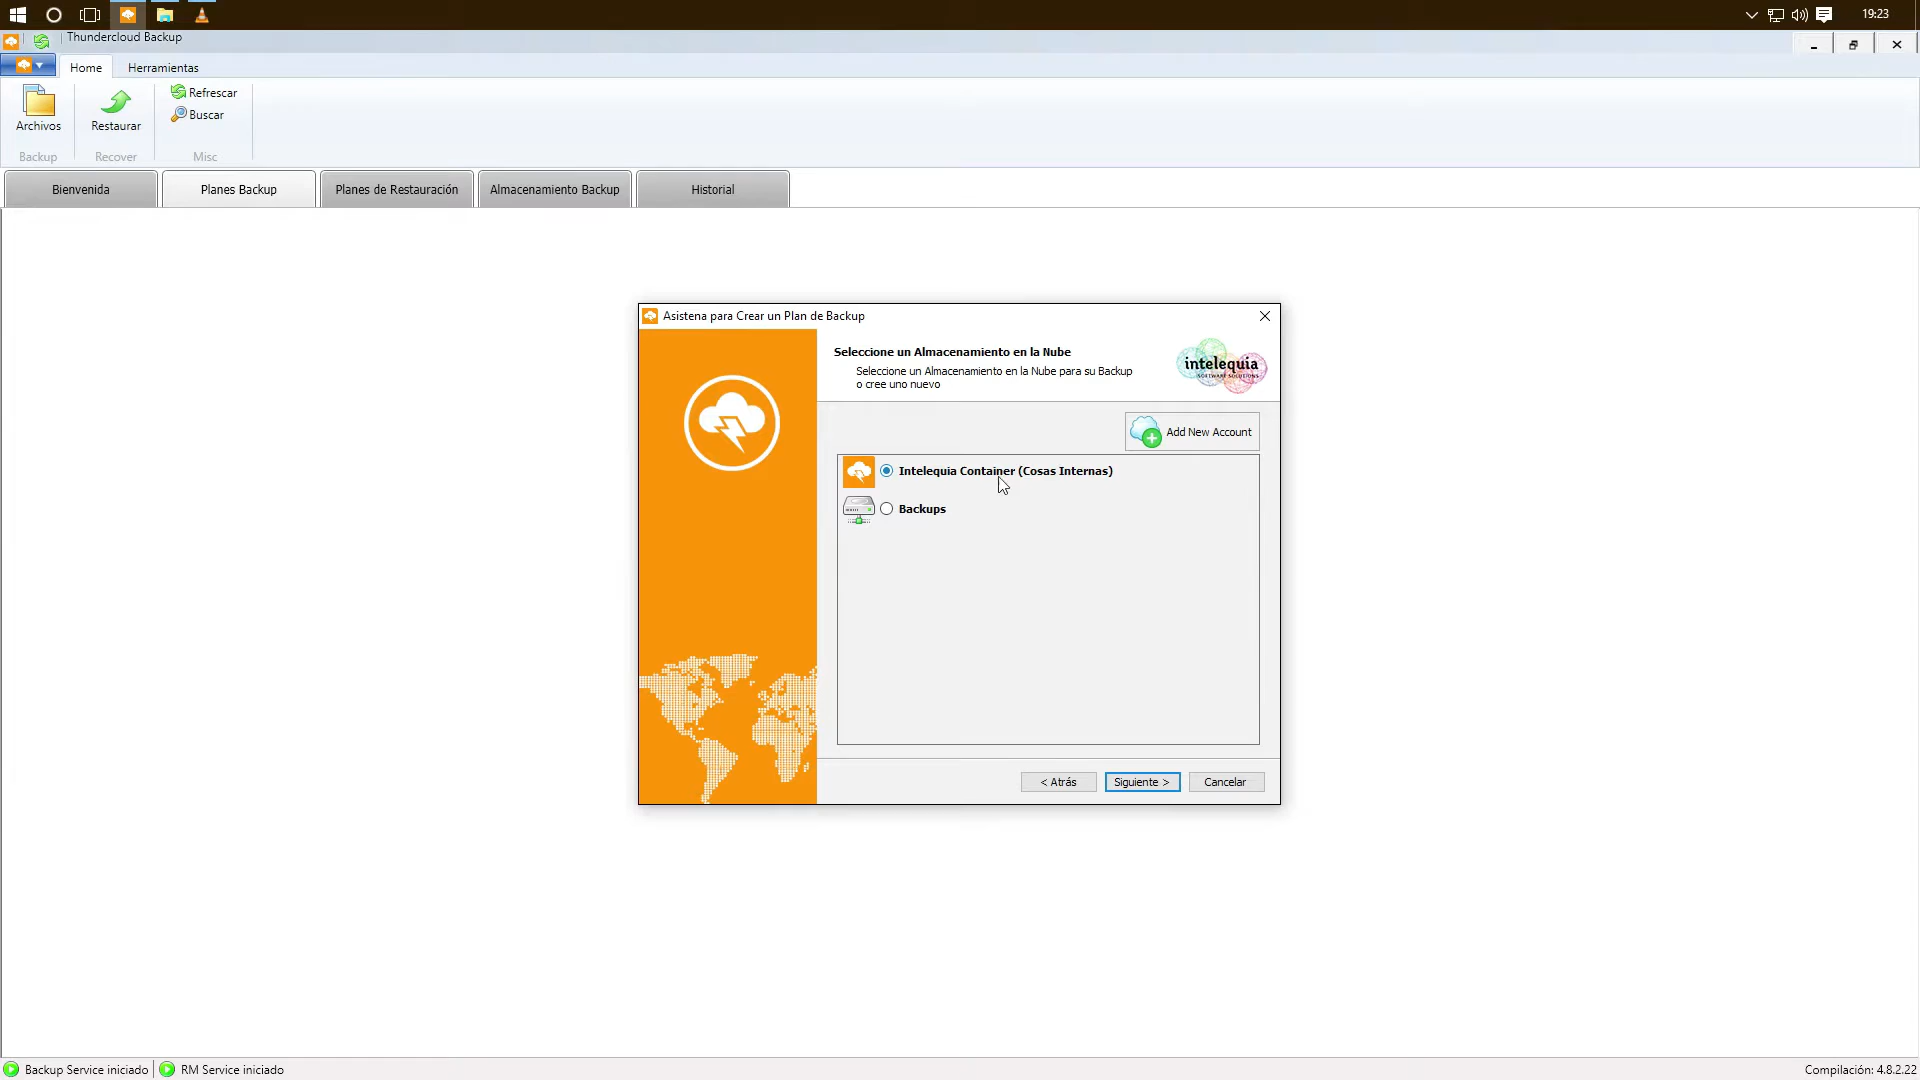 19:23
Thundercloud Backup
Home
Herramientas
Archivos
Restaurar
Refrescar
Buscar
Backup
Recover
Misc
Bienvenida
Planes Backup
Planes de Restauración
Almacenamiento Backup
Historial
Asistena para Crear un Plan de Backup
Seleccione un Almacenamiento en la Nube
Seleccione un Almacenamiento en la Nube para su Backup
o cree uno nuevo
intelequia
SOFTWARE SOLUTIONS
Add New Account
Intelequia Container (Cosas Internas)
Backups
< Atrás
Siguiente >
Cancelar
Backup Service iniciado
RM Service iniciado
Compilación: 4.8.2.22